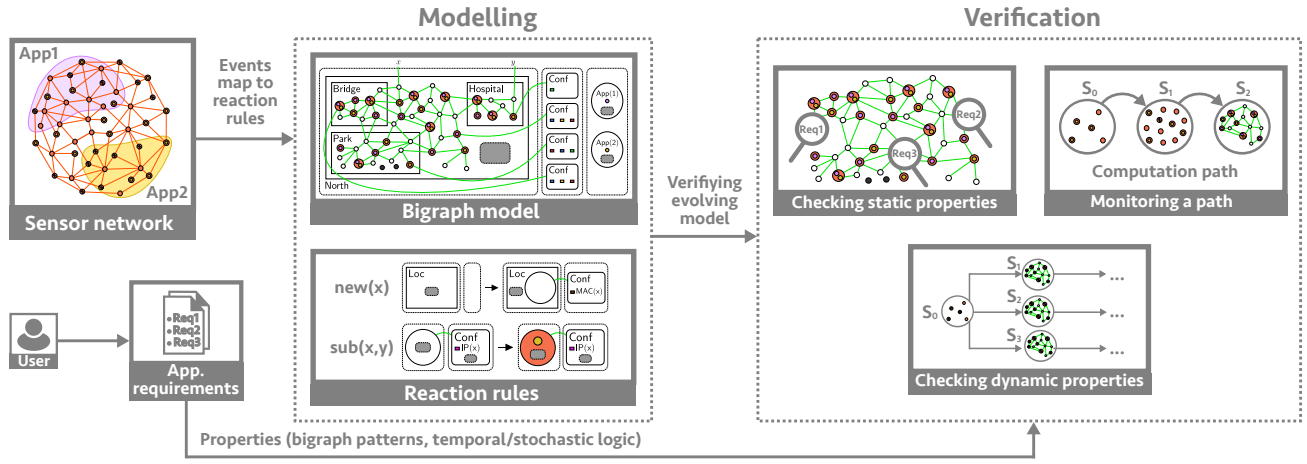 Modelling
Verification
App1
App2
Sensor network
Events
map to
reaction
rules
x
y
Bridge
Hospital
Park
North
Conf
Conf
Conf
Conf
App(1)
App(2)
Bigraph model
new(x)
Loc
Loc
Conf
MAC(x)
sub(x,y)
Conf
IP(x)
Conf
IP(x)
Reaction rules
Verifiying
evolving
model
Req1
Req2
Req3
Checking static properties
S0
S1
S2
Computation path
Monitoring a path
S0
S1
S2
S3
...
...
...
Checking dynamic properties
User
• Req1
• Req2
• Req3
App.
requirements
Properties (bigraph patterns, temporal/stochastic logic)